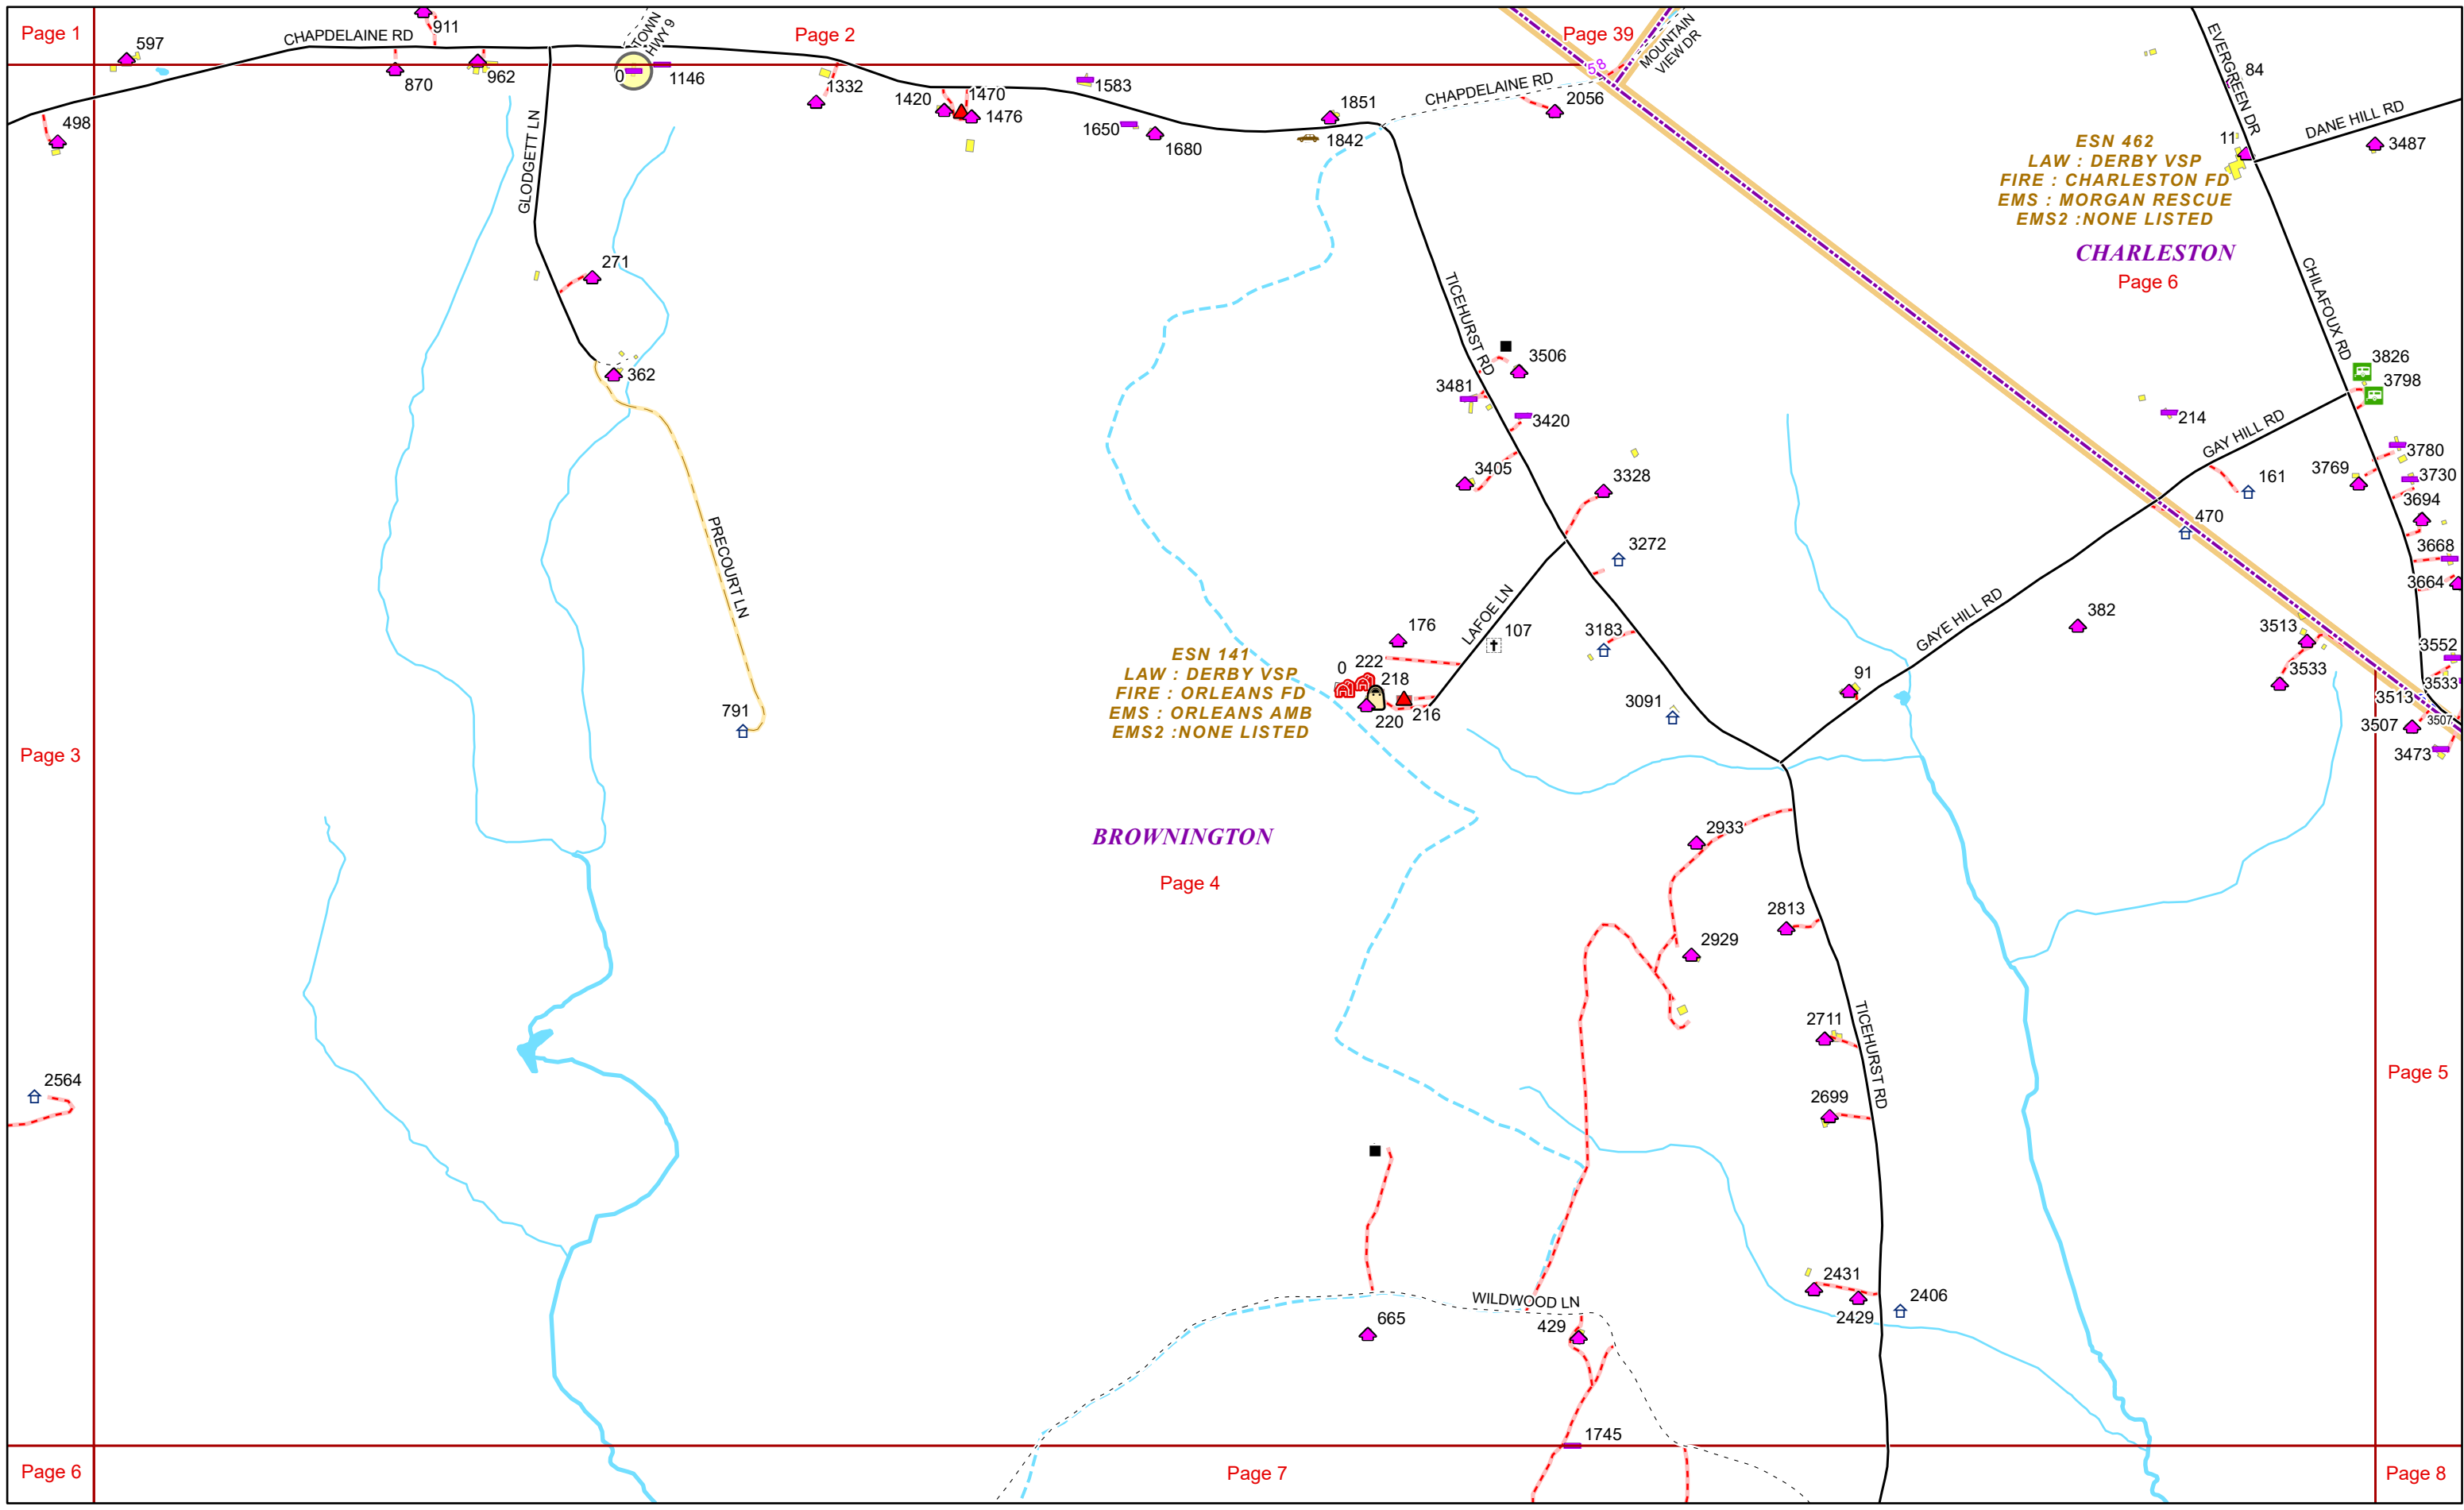 Page 1
597
CHAPDELAINE RD
911
870
962
TOWN
HWY 9
0
1146
Page 2
1332
1420
1470
1476
1583
1650
1680
1851
1842
CHAPDELAINE RD
2056
Page 39
58
MOUNTAIN
VIEW DR
EVERGREEN DR
84
11
DANE HILL RD
3487
498
GLODGETT LN
271
362
PRECOURT LN
791
ESN 462
LAW : DERBY VSP
FIRE : CHARLESTON FD
EMS : MORGAN RESCUE
EMS2 :NONE LISTED
CHARLESTON
Page 6
CHILAFOUX RD
TICEHURST RD
3506
3481
3420
3405
3328
3272
3826
3798
214
GAY HILL RD
3780
3769
3730
161
3694
470
3668
3664
LAFOE LN
176
107
3183
GAYE HILL RD
382
3513
3552
3533
3533
3513
3507
3507
3473
ESN 141
LAW : DERBY VSP
FIRE : ORLEANS FD
EMS : ORLEANS AMB
EMS2 :NONE LISTED
0
222
218
220
216
3091
91
Page 3
BROWNINGTON
Page 4
2933
2813
2929
2711
TICEHURST RD
2699
Page 5
2564
WILDWOOD LN
665
429
2431
2429
2406
1745
Page 6
Page 7
Page 8